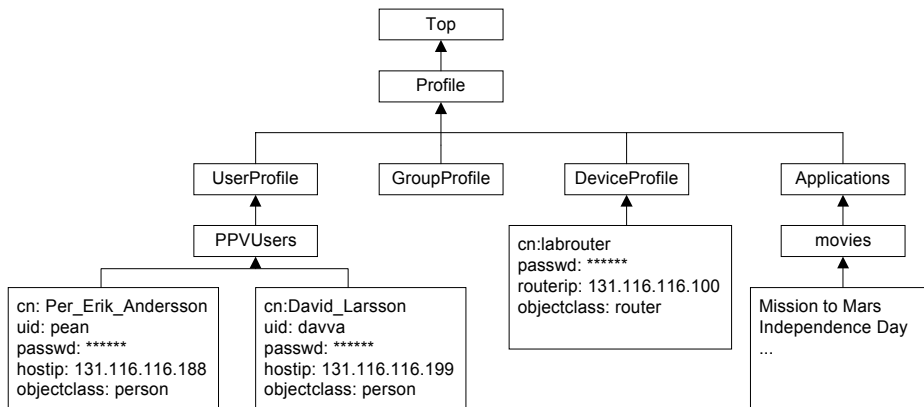 Top
Profile
UserProfile
GroupProfile
DeviceProfile
Applications
PPVUsers
movies
cn: Per_Erik_Andersson
uid: pean
passwd: ******
hostip: 131.116.116.188
objectclass: person
cn:David_Larsson
uid: davva
passwd: ******
hostip: 131.116.116.199
objectclass: person
cn:labrouter
passwd: ******
routerip: 131.116.116.100
objectclass: router
Mission to Mars
Independence Day
...